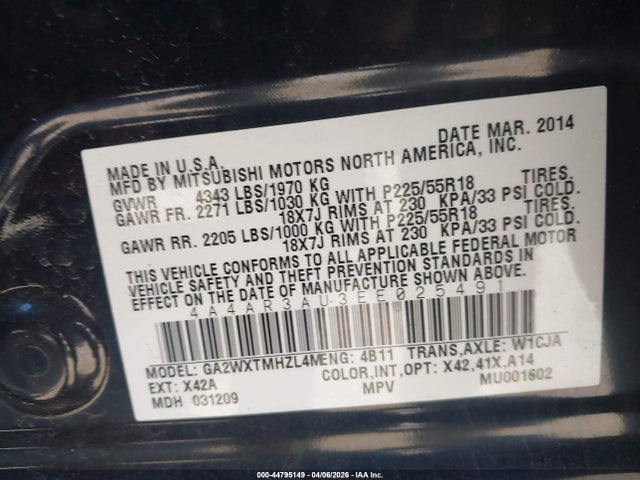 MADE IN U.S.A. DATE MAR. 2014
MFD BY MITSUBISHI MOTORS NORTH AMERICA, INC.
GVWR 4343 LBS/1970 KG
GAWR FR. 2271 LBS/1030 KG WITH P225/55R18 TIRES.
18X7J RIMS AT 230 KPA/33 PSI COLD.
GAWR RR. 2205 LBS/1000 KG WITH P225/55R18 TIRES.
18X7J RIMS AT 230 KPA/33 PSI COLD.
THIS VEHICLE CONFORMS TO ALL APPLICABLE FEDERAL MOTOR
VEHICLE SAFETY AND THEFT PREVENTION STANDARDS IN
EFFECT ON THE DATE OF MANUFACTURE SHOWN ABOVE.
4A4AR3AU3EE025491
MODEL: GA2WXTMHZL4MENG: 4B11 TRANS,AXLE: W1CJA
EXT: X42A COLOR,INT,OPT: X42,41X,A14
MDH 031209 MPV MU001602
000-44795149 - 04/06/2026 - IAA Inc.